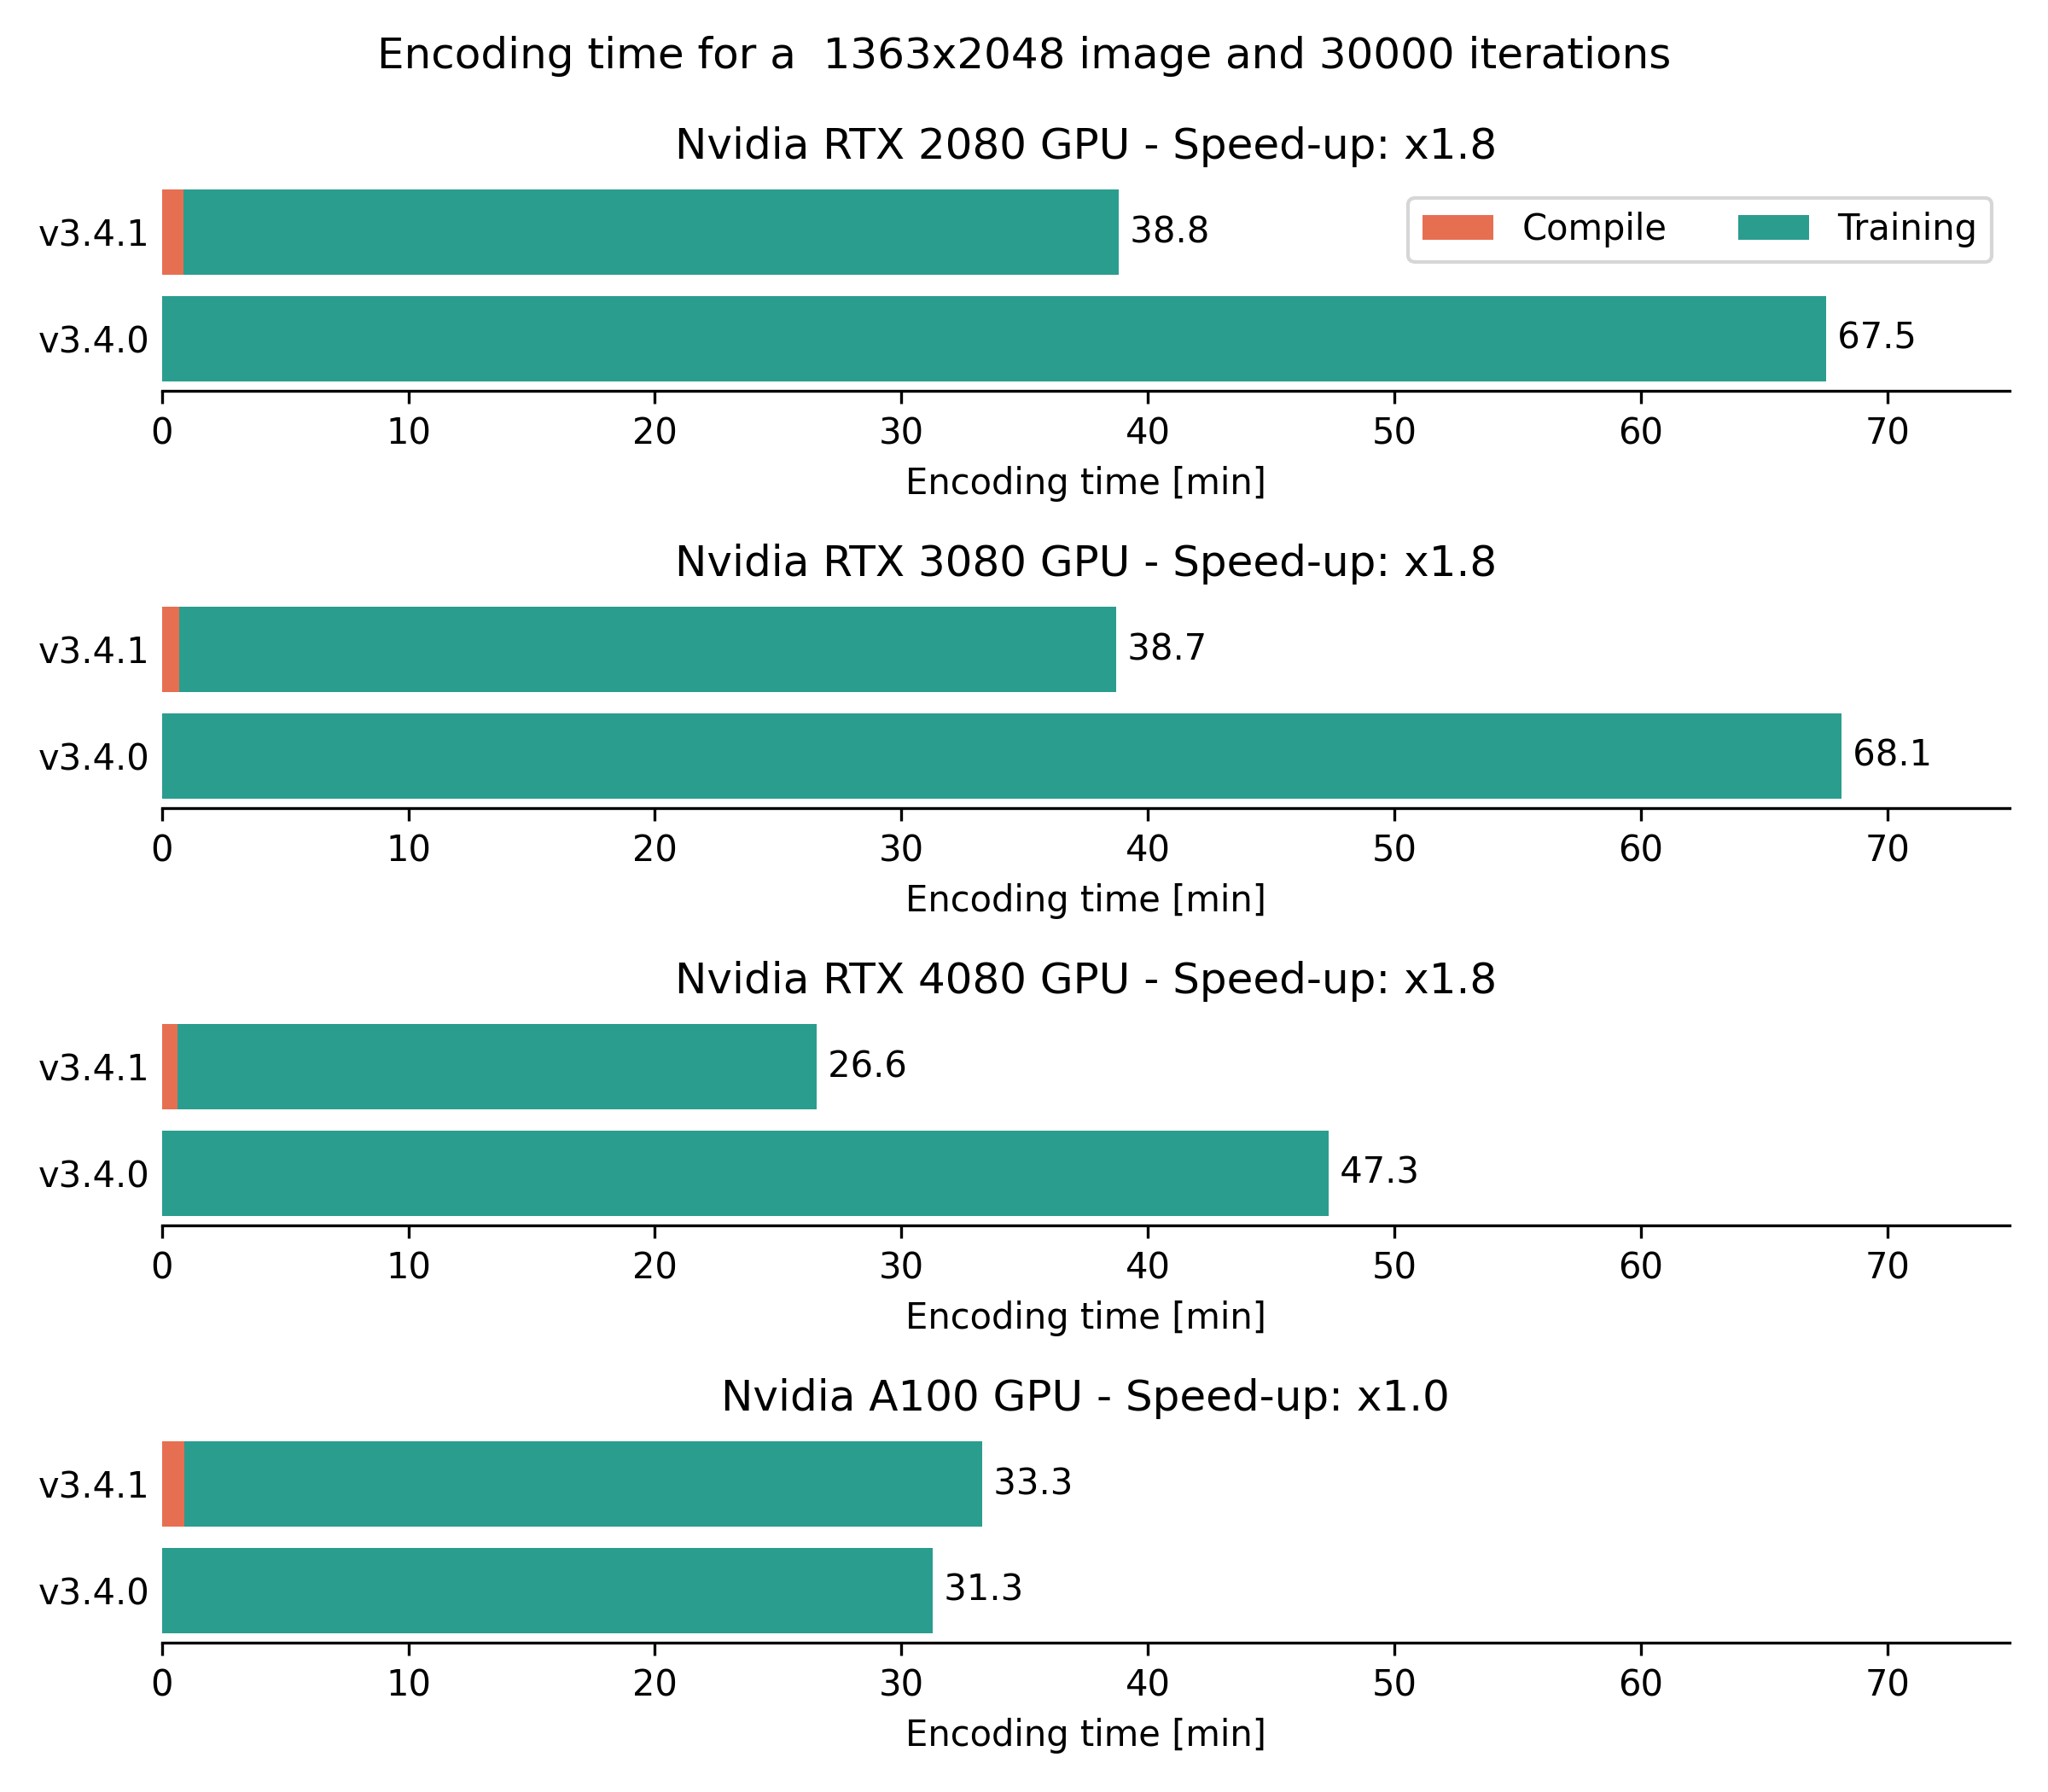 Encoding time for a  1363x2048 image and 30000 iterations
Nvidia RTX 2080 GPU - Speed-up: x1.8
v3.4.1 38.8 Compile Training
v3.4.0 67.5
0 10 20 30 40 50 60 70
Encoding time [min]
Nvidia RTX 3080 GPU - Speed-up: x1.8
v3.4.1 38.7
v3.4.0 68.1
0 10 20 30 40 50 60 70
Encoding time [min]
Nvidia RTX 4080 GPU - Speed-up: x1.8
v3.4.1 26.6
v3.4.0 47.3
0 10 20 30 40 50 60 70
Encoding time [min]
Nvidia A100 GPU - Speed-up: x1.0
v3.4.1 33.3
v3.4.0 31.3
0 10 20 30 40 50 60 70
Encoding time [min]